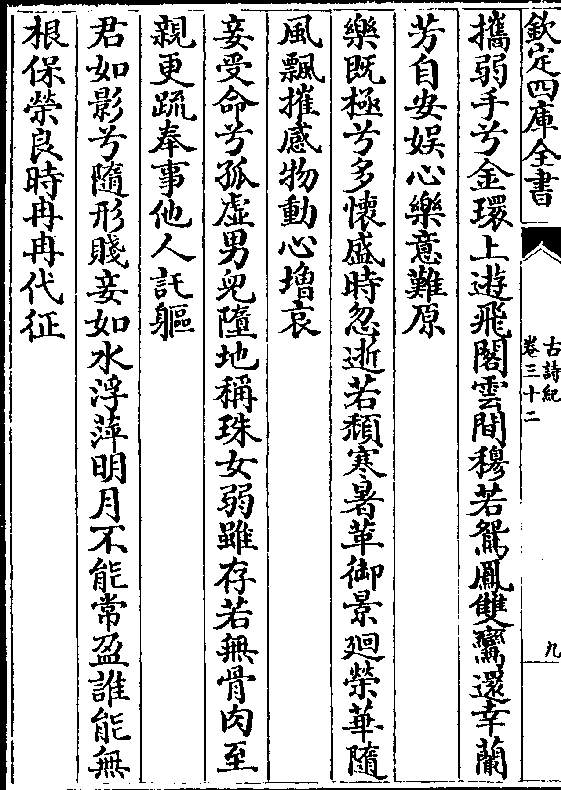 欽定四庫全書
古詩紀
卷三十二
九
攜弱手兮金環上遊飛閣雲間穆若鴛鳳雙鸞還幸蘭
芳自安娛心樂意難原
樂既極兮多懷盛時忽逝若頹寒暑革御景迴榮華隨
風飄摧感物動心增哀
妾受命兮孤虛男兒墮地稱珠女弱雖存若無骨肉至
親更疏奉事他人託軀
君如影兮隨形賤妾如水浮萍明月不能常盈誰能無
根保榮良時冉冉代征